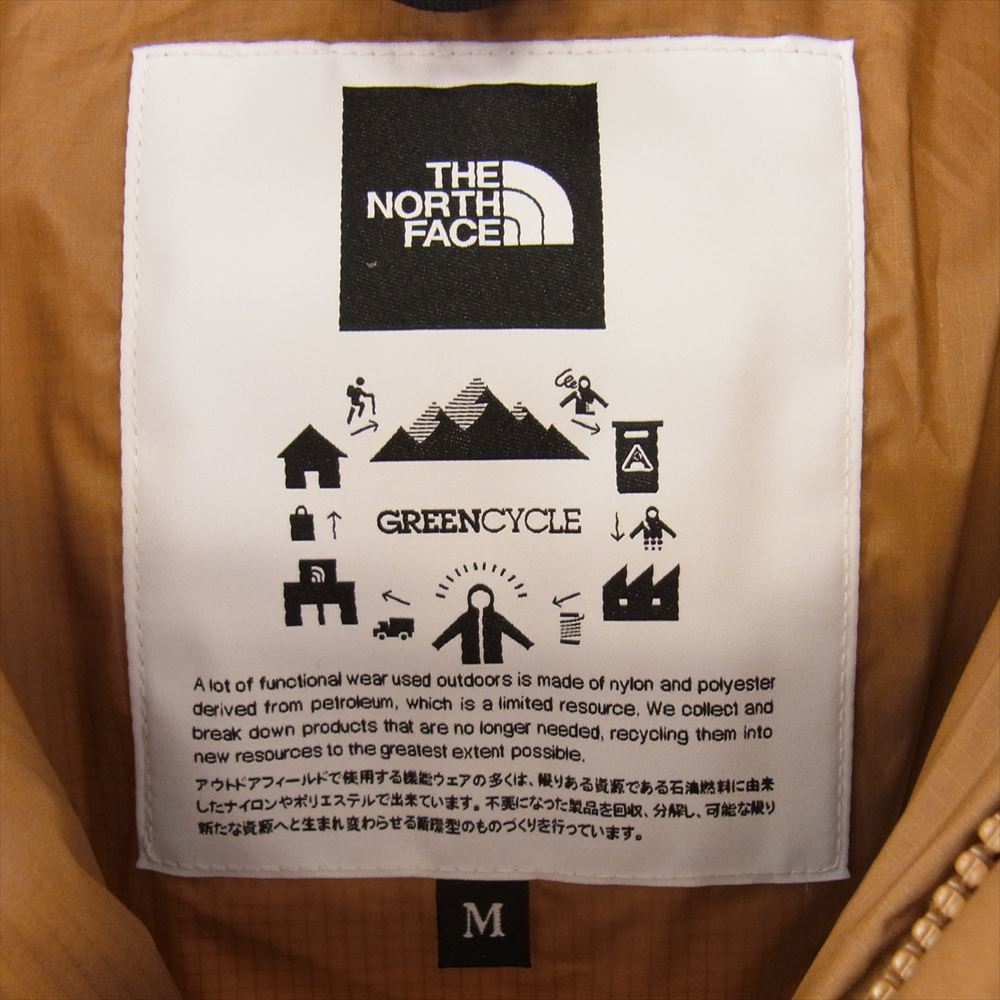 THE
NORTH
FACE
GREENCYCLE
A lot of functional wear used outdoors is made of nylon and polyester
derived from petroleum, which is a limited resource. We collect and
break down products that are no longer needed, recycling them into
new resources to the greatest extent possible.
アウトドアフィールドで使用する機能ウェアの多くは、限りある資源である石油燃料に由来
したナイロンやポリエステルで出来ています。不要になった製品を回収、分解し、可能な限り
新たな資源へと生まれ変わらせる循環型のものづくりを行っています。
M